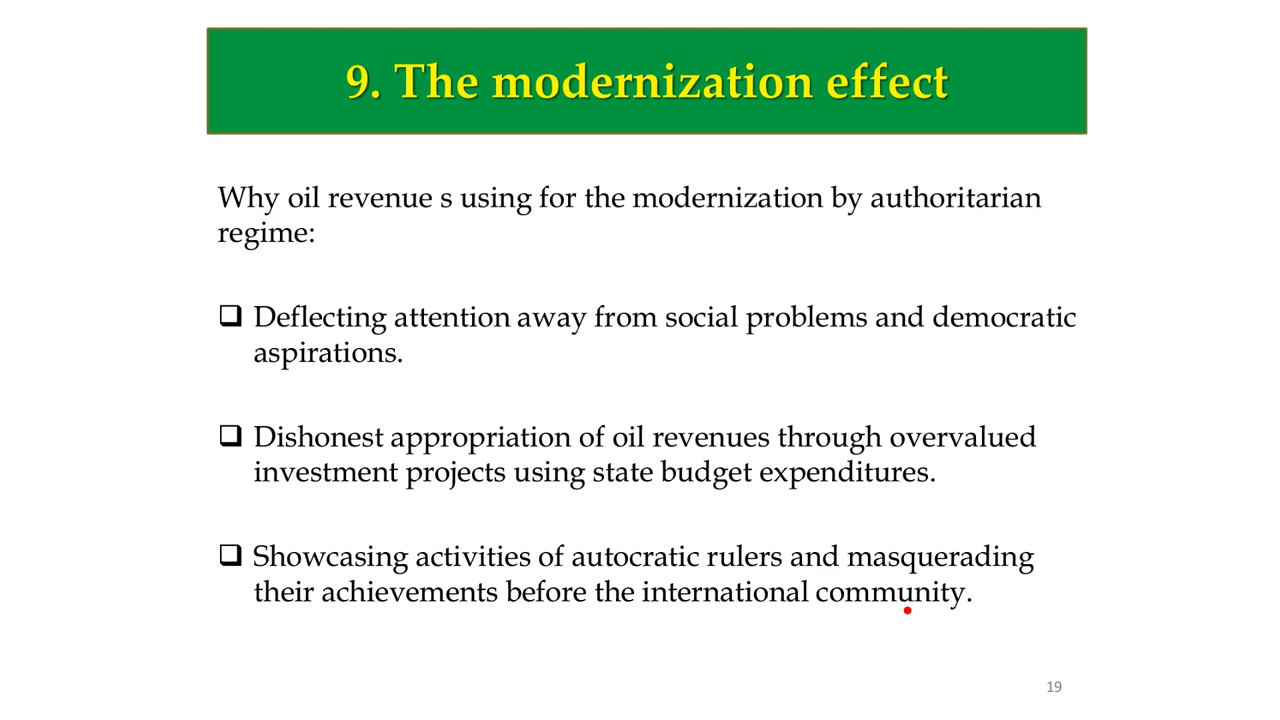 9. The modernization effect
Why oil revenue s using for the modernization by authoritarian
regime:
❑ Deflecting attention away from social problems and democratic
aspirations.
❑ Dishonest appropriation of oil revenues through overvalued
investment projects using state budget expenditures.
❑ Showcasing activities of autocratic rulers and masquerading
their achievements before the international community.
19